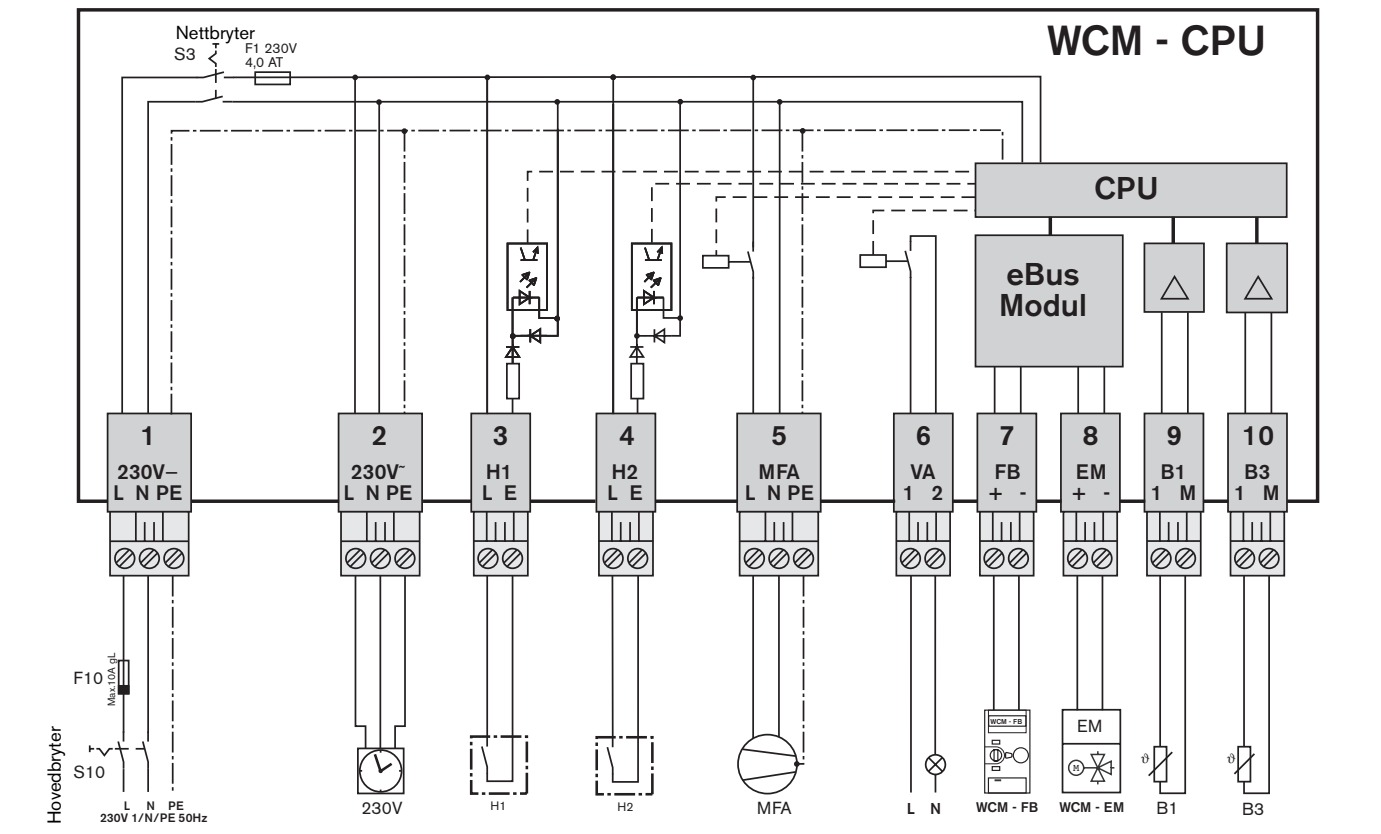 WCM - CPU
Nettbryter
S3
F1 230V
4,0 AT
CPU
eBus
Modul
1 2 3 4 5 6 7 8 9 10
230V– 230V~ H1 H2 MFA VA FB EM B1 B3
L N PE L N PE L E L E L N PE 1 2 + - + - 1 M 1 M
F10
Max.10A gL
Hovedbryter
S10
WCM - FB
EM
M
ϑ ϑ
L N PE
230V 1/N/PE 50Hz
230V H1 H2 MFA L N WCM - FB WCM - EM B1 B3